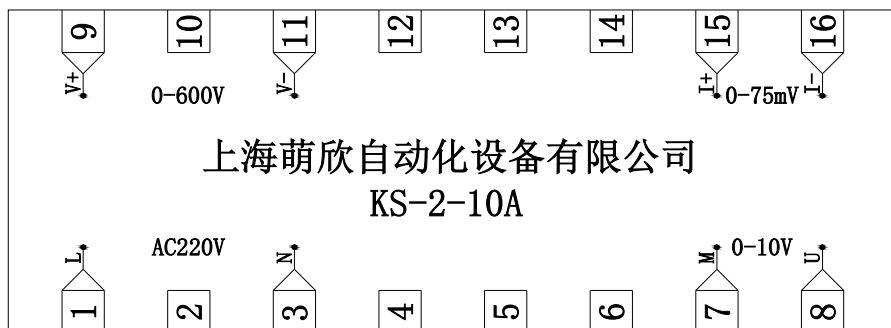 9 10 11 12 13 14 15 16
V+ 0-600V V- I+ 0-75mV I-
上海萌欣自动化设备有限公司
KS-2-10A
L AC220V N M 0-10V U
1 2 3 4 5 6 7 8